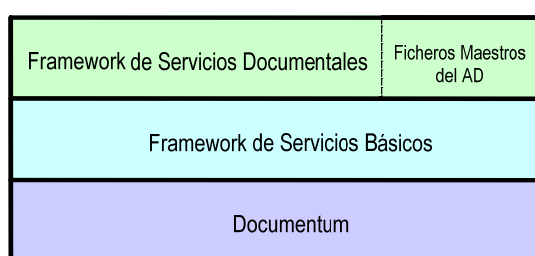 Framework de Servicios Documentales
Ficheros Maestros
del AD
Framework de Servicios Básicos
Documentum